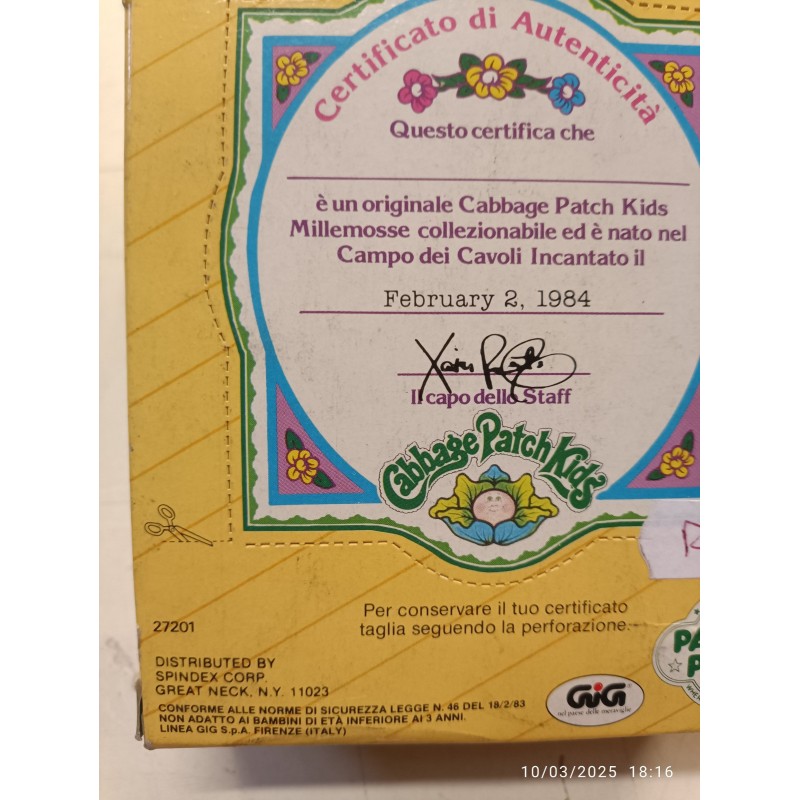 Certificato di Autenticità
Questo certifica che
è un originale Cabbage Patch Kids
Millemosse collezionabile ed è nato nel
Campo dei Cavoli Incantato il
February 2, 1984
Il capo dello Staff
Cabbage Patch Kids
Per conservare il tuo certificato
taglia seguendo la perforazione.
27201
DISTRIBUTED BY
SPINDEX CORP.
GREAT NECK, N.Y. 11023
CONFORME ALLE NORME DI SICUREZZA LEGGE N. 46 DEL 18/2/83
NON ADATTO AI BAMBINI DI ETÀ INFERIORE AI 3 ANNI.
LINEA GIG S.p.A. FIRENZE (ITALY)
GiG
nel paese delle meraviglie
10/03/2025 18:16